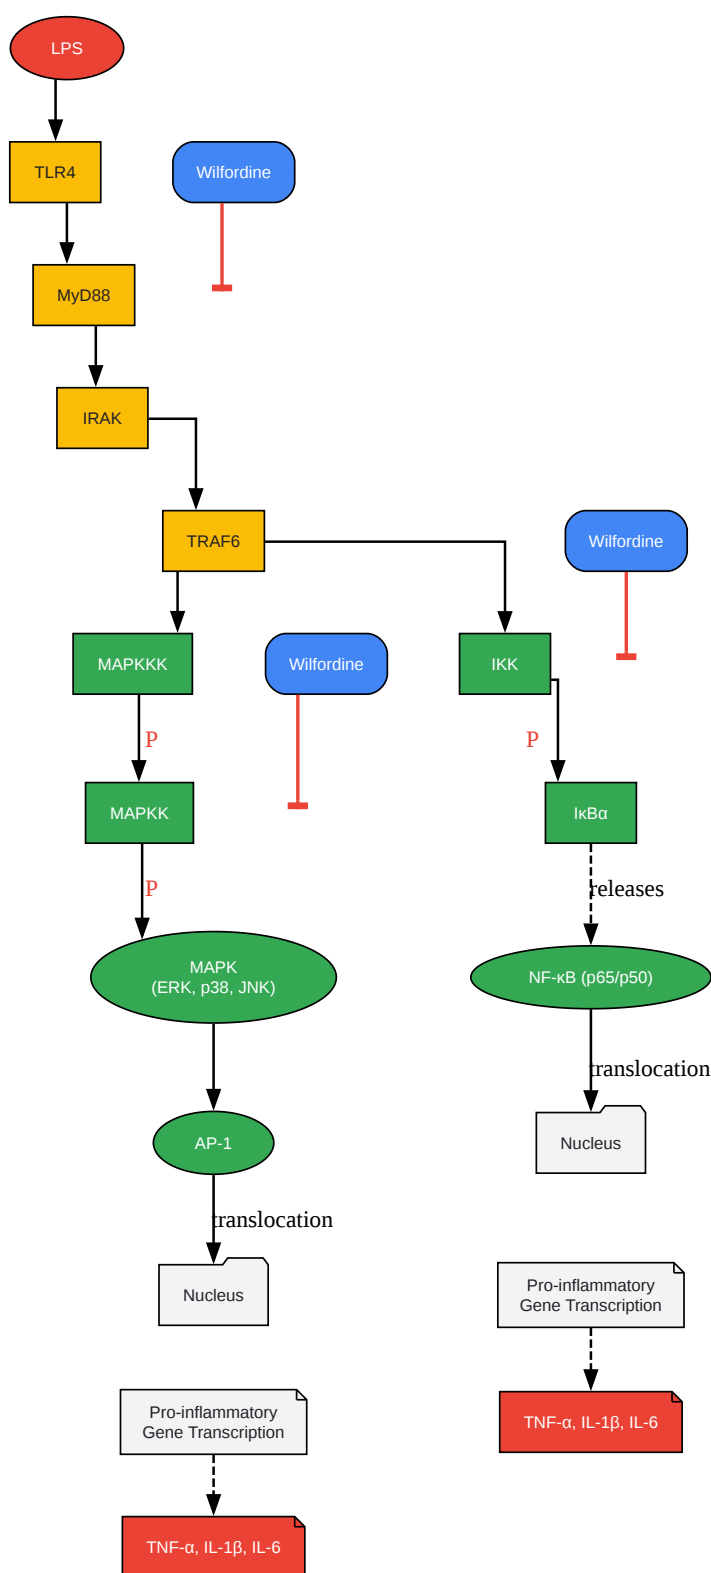 LPS
TLR4
Wilfordine
MyD88
IRAK
TRAF6
Wilfordine
MAPKKK
Wilfordine
IKK
P
P
MAPKK
IκBα
P
releases
MAPK
(ERK, p38, JNK)
NF-κB (p65/p50)
translocation
AP-1
Nucleus
translocation
Nucleus
Pro-inflammatory
Gene Transcription
Pro-inflammatory
Gene Transcription
TNF-α, IL-1β, IL-6
TNF-α, IL-1β, IL-6